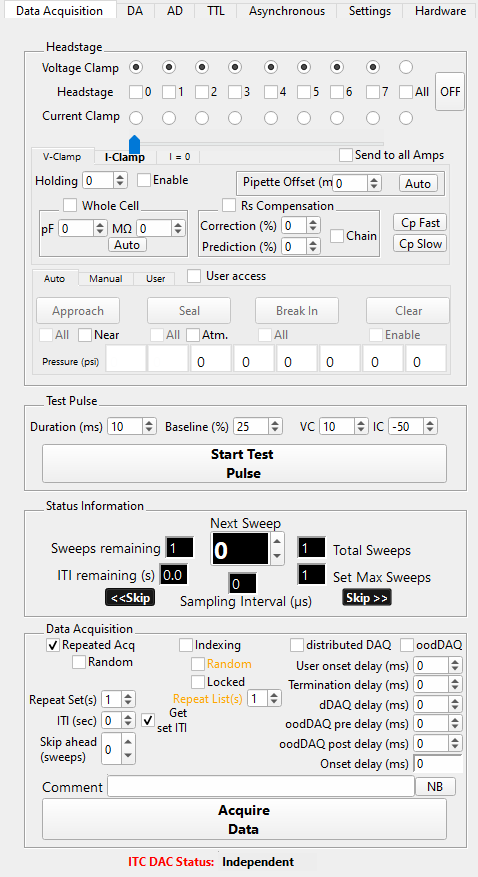 Data Acquisition DA AD TTL Asynchronous Settings Hardware
Headstage
Voltage Clamp
Headstage 0 1 2 3 4 5 6 7 All OFF
Current Clamp
V-Clamp I-Clamp I = 0 Send to all Amps
Holding 0 Enable Pipette Offset (m 0 Auto
Whole Cell Rs Compensation
pF 0 MΩ 0 Correction (%) 0 Chain Cp Fast
Auto Prediction (%) 0 Cp Slow
Auto Manual User User access
Approach Seal Break In Clear
All Near All Atm. All Enable
Pressure (psi) 0 0 0 0 0 0
Test Pulse
Duration (ms) 10 Baseline (%) 25 VC 10 IC -50
Start Test
Pulse
Status Information
Next Sweep
Sweeps remaining 1 0 1 Total Sweeps
ITI remaining (s) 0.0 0 1 Set Max Sweeps
<<Skip Sampling Interval (µs) Skip >>
Data Acquisition
Repeated Acq Indexing distributed DAQ oodDAQ
Random Random User onset delay (ms) 0
Locked Termination delay (ms) 0
Repeat Set(s) 1 Repeat List(s) 1 dDAQ delay (ms) 0
ITI (sec) 0 Get
set ITI oodDAQ pre delay (ms) 0
Skip ahead
(sweeps) 0 oodDAQ post delay (ms) 0
Onset delay (ms) 0
Comment NB
Acquire
Data
ITC DAC Status: Independent